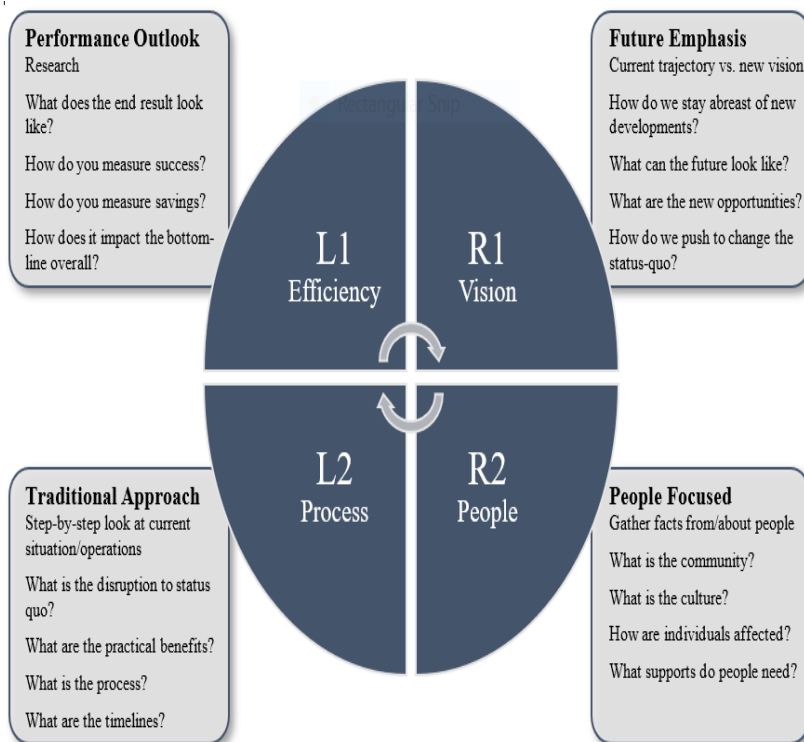 Performance Outlook
Research
What does the end result look
like?
How do you measure success?
How do you measure savings?
How does it impact the bottom-
line overall?
Future Emphasis
Current trajectory vs. new vision
How do we stay abreast of new
developments?
What can the future look like?
What are the new opportunities?
How do we push to change the
status-quo?
Rectangular Snip
L1
Efficiency
R1
Vision
L2
Process
R2
People
Traditional Approach
Step-by-step look at current
situation/operations
What is the disruption to status
quo?
What are the practical benefits?
What is the process?
What are the timelines?
People Focused
Gather facts from/about people
What is the community?
What is the culture?
How are individuals affected?
What supports do people need?